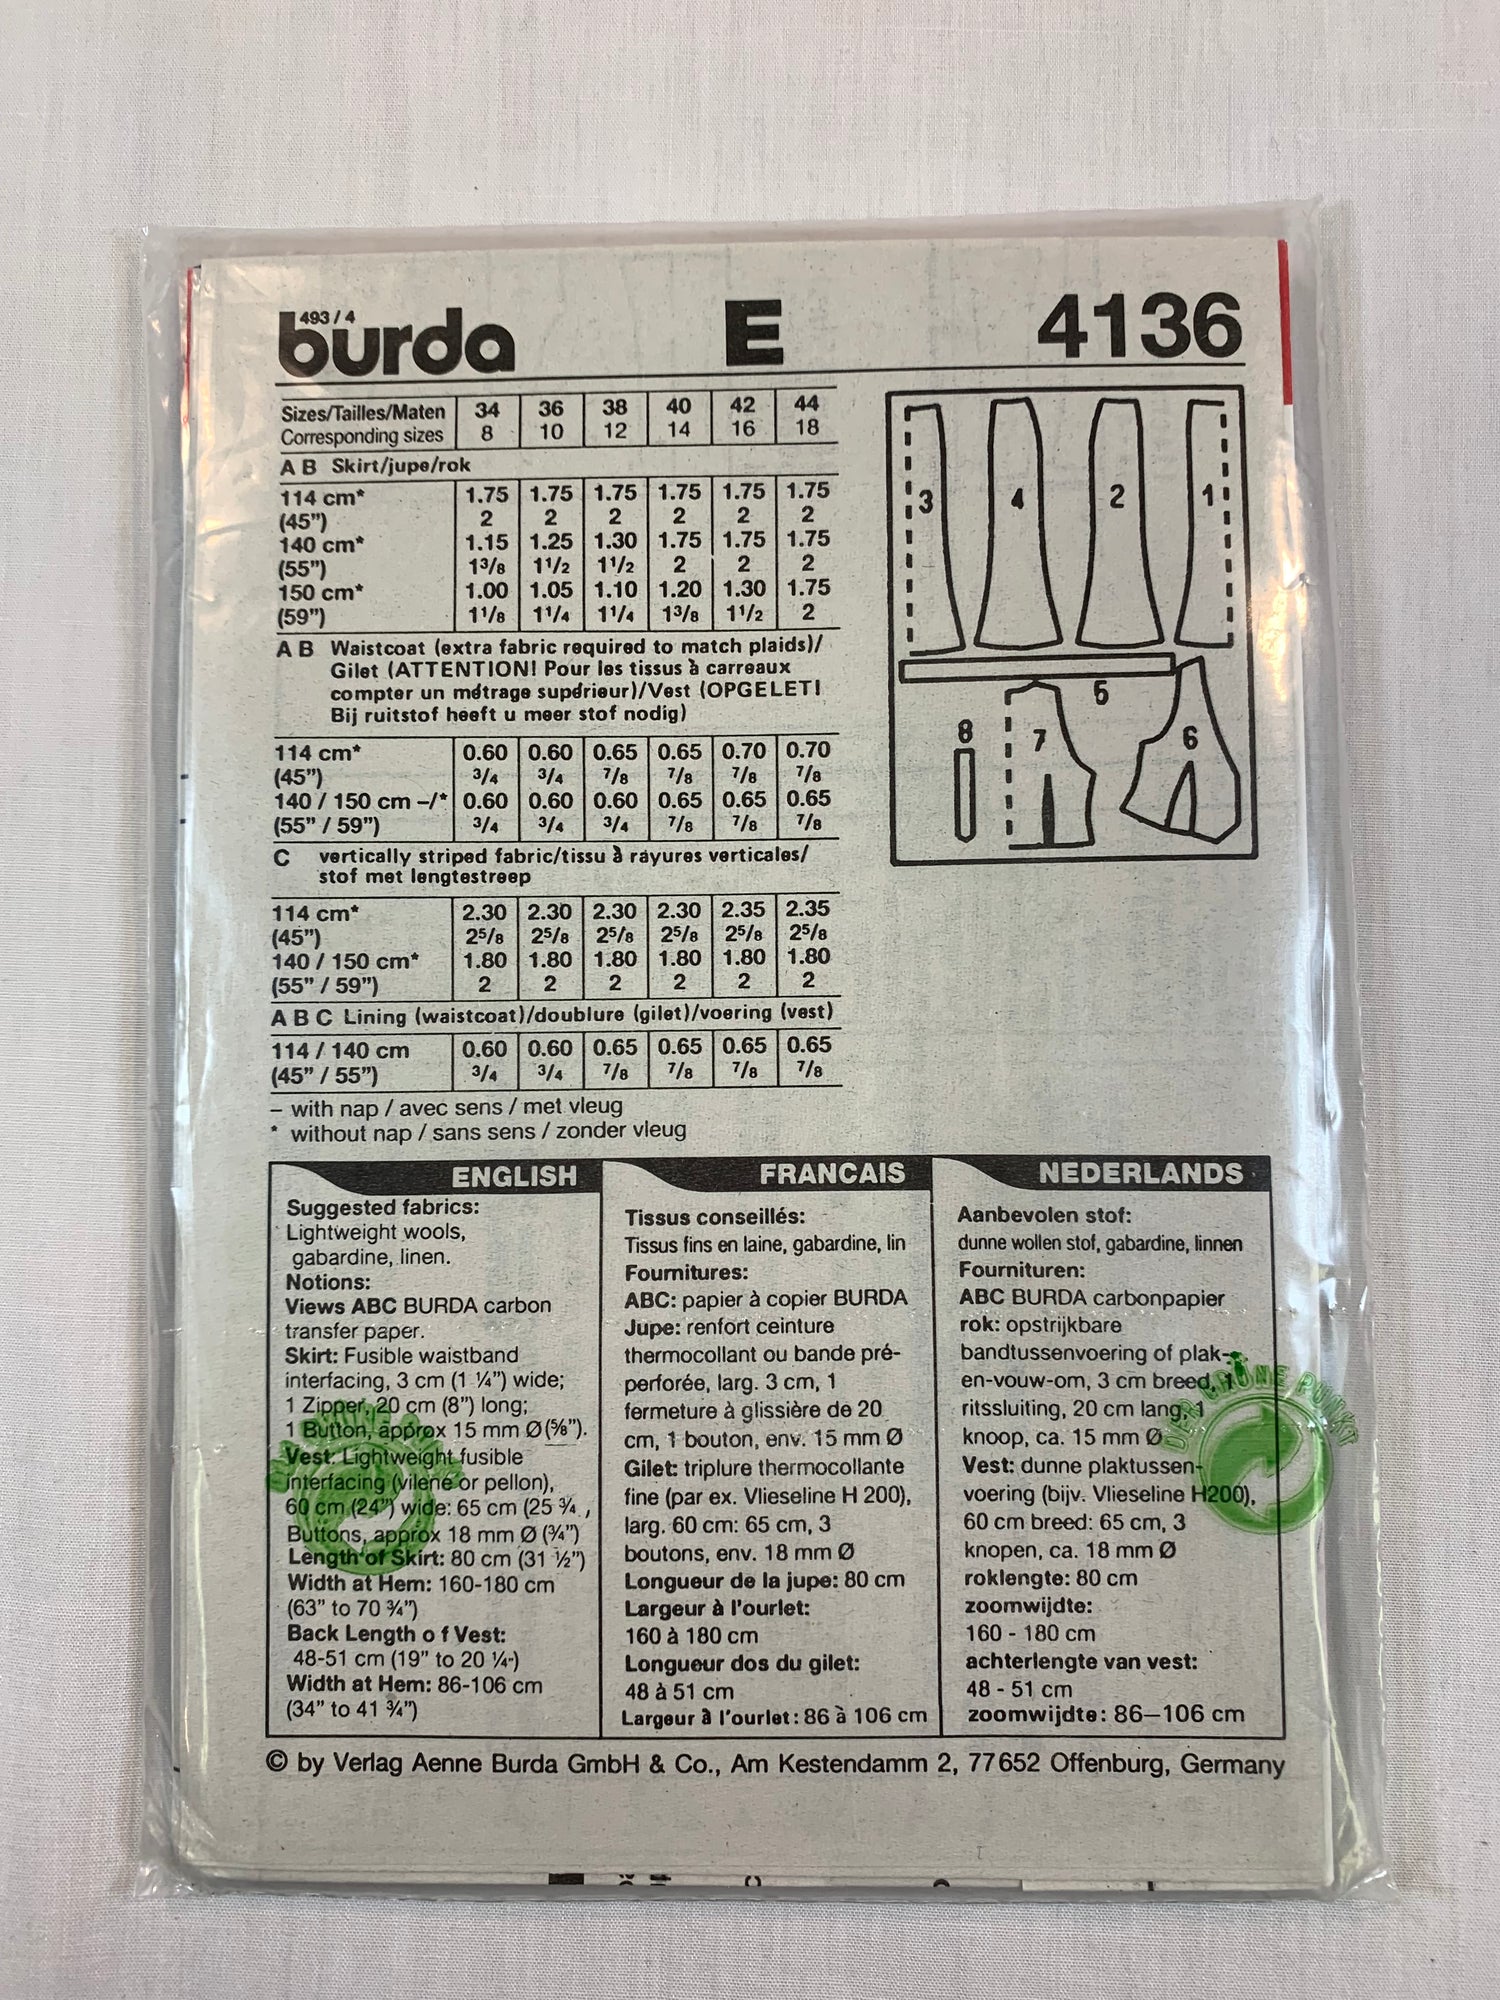 493 / 4
burda E 4136
Sizes/Tailles/Maten 34 36 38 40 42 44
Corresponding sizes 8 10 12 14 16 18
A B Skirt/jupe/rok
114 cm* 1.75 1.75 1.75 1.75 1.75 1.75
(45") 2 2 2 2 2 2
140 cm* 1.15 1.25 1.30 1.75 1.75 1.75
(55") 1³/8 1¹/2 1¹/2 2 2 2
150 cm* 1.00 1.05 1.10 1.20 1.30 1.75
(59") 1¹/8 1¹/4 1¹/4 1³/8 1¹/2 2
A B Waistcoat (extra fabric required to match plaids)/
Gilet (ATTENTION! Pour les tissus à carreaux
compter un métrage supérieur)/Vest (OPGELET!
Bij ruitstof heeft u meer stof nodig)
114 cm* 0.60 0.60 0.65 0.65 0.70 0.70
(45") ³/4 ³/4 ⁷/8 ⁷/8 ⁷/8 ⁷/8
140 / 150 cm –/* 0.60 0.60 0.60 0.65 0.65 0.65
(55" / 59") ³/4 ³/4 ³/4 ⁷/8 ⁷/8 ⁷/8
C vertically striped fabric/tissu à rayures verticales/
stof met lengtestreep
114 cm* 2.30 2.30 2.30 2.30 2.35 2.35
(45") 2⁵/8 2⁵/8 2⁵/8 2⁵/8 2⁵/8 2⁵/8
140 / 150 cm* 1.80 1.80 1.80 1.80 1.80 1.80
(55" / 59") 2 2 2 2 2 2
A B C Lining (waistcoat)/doublure (gilet)/voering (vest)
114 / 140 cm 0.60 0.60 0.65 0.65 0.65 0.65
(45" / 55") ³/4 ³/4 ⁷/8 ⁷/8 ⁷/8 ⁷/8
– with nap / avec sens / met vleug
* without nap / sans sens / zonder vleug
3 4 2 1
5
8 7 6
ENGLISH
Suggested fabrics:
Lightweight wools,
gabardine, linen.
Notions:
Views ABC BURDA carbon
transfer paper.
Skirt: Fusible waistband
interfacing, 3 cm (1 ¼") wide;
1 Zipper, 20 cm (8") long;
1 Button, approx 15 mm Ø (⅝").
Vest: Lightweight fusible
interfacing (vilene or pellon),
60 cm (24") wide: 65 cm (25 ¾ ,
Buttons, approx 18 mm Ø (¾")
Length of Skirt: 80 cm (31 ½")
Width at Hem: 160-180 cm
(63" to 70 ¾")
Back Length o f Vest:
48-51 cm (19" to 20 ¼-)
Width at Hem: 86-106 cm
(34" to 41 ¾")
FRANCAIS
Tissus conseillés:
Tissus fins en laine, gabardine, lin
Fournitures:
ABC: papier à copier BURDA
Jupe: renfort ceinture
thermocollant ou bande pré-
perforée, larg. 3 cm, 1
fermeture à glissière de 20
cm, 1 bouton, env. 15 mm Ø
Gilet: triplure thermocollante
fine (par ex. Vlieseline H 200),
larg. 60 cm: 65 cm, 3
boutons, env. 18 mm Ø
Longueur de la jupe: 80 cm
Largeur à l'ourlet:
160 à 180 cm
Longueur dos du gilet:
48 à 51 cm
Largeur à l'ourlet: 86 à 106 cm
NEDERLANDS
Aanbevolen stof:
dunne wollen stof, gabardine, linnen
Fournituren:
ABC BURDA carbonpapier
rok: opstrijkbare
bandtussenvoering of plak-
en-vouw-om, 3 cm breed, 1
ritssluiting, 20 cm lang, 1
knoop, ca. 15 mm Ø
Vest: dunne plaktussen-
voering (bijv. Vlieseline H200),
60 cm breed: 65 cm, 3
knopen, ca. 18 mm Ø
roklengte: 80 cm
zoomwijdte:
160 - 180 cm
achterlengte van vest:
48 - 51 cm
zoomwijdte: 86–106 cm
DER GRÜNE PUNKT
© by Verlag Aenne Burda GmbH & Co., Am Kestendamm 2, 77652 Offenburg, Germany